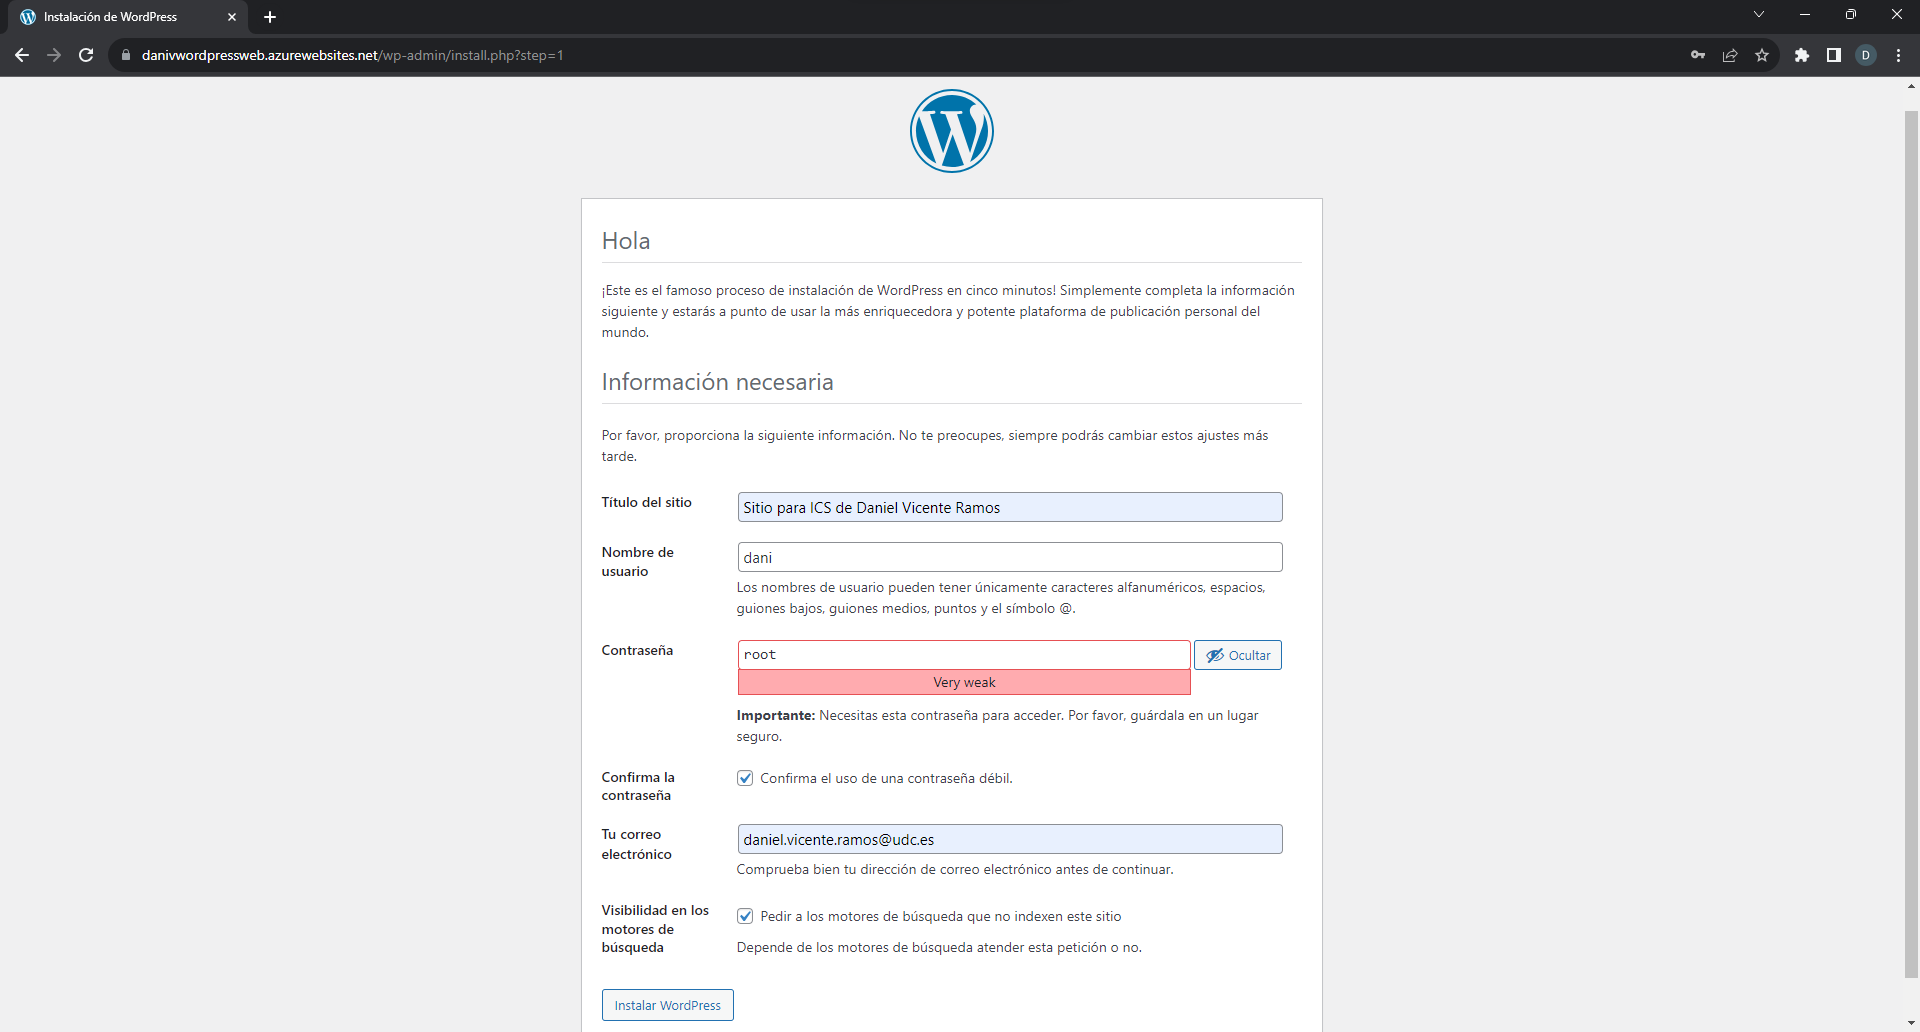 Instalación de WordPress
danivwordpressweb.azurewebsites.net/wp-admin/install.php?step=1
D
Hola
¡Este es el famoso proceso de instalación de WordPress en cinco minutos! Simplemente completa la información
siguiente y estarás a punto de usar la más enriquecedora y potente plataforma de publicación personal del
mundo.
Información necesaria
Por favor, proporciona la siguiente información. No te preocupes, siempre podrás cambiar estos ajustes más
tarde.
Título del sitio
Sitio para ICS de Daniel Vicente Ramos
Nombre de
usuario
dani
Los nombres de usuario pueden tener únicamente caracteres alfanuméricos, espacios,
guiones bajos, guiones medios, puntos y el símbolo @.
Contraseña
root
Ocultar
Very weak
Importante: Necesitas esta contraseña para acceder. Por favor, guárdala en un lugar
seguro.
Confirma la
contraseña
Confirma el uso de una contraseña débil.
Tu correo
electrónico
daniel.vicente.ramos@udc.es
Comprueba bien tu dirección de correo electrónico antes de continuar.
Visibilidad en los
motores de
búsqueda
Pedir a los motores de búsqueda que no indexen este sitio
Depende de los motores de búsqueda atender esta petición o no.
Instalar WordPress